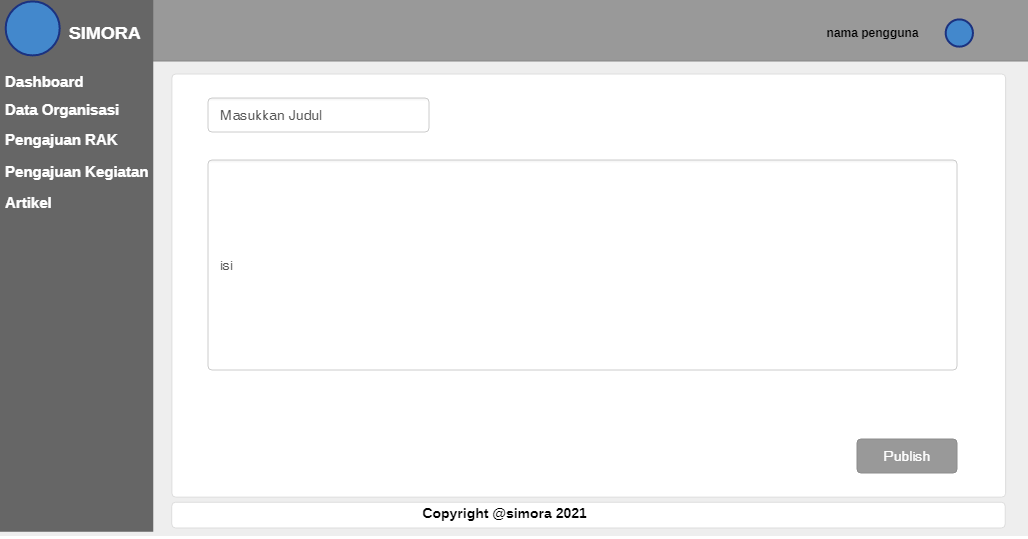 SIMORA
nama pengguna
Dashboard
Data Organisasi
Pengajuan RAK
Pengajuan Kegiatan
Artikel
Masukkan Judul
isi
Publish
Copyright @simora 2021